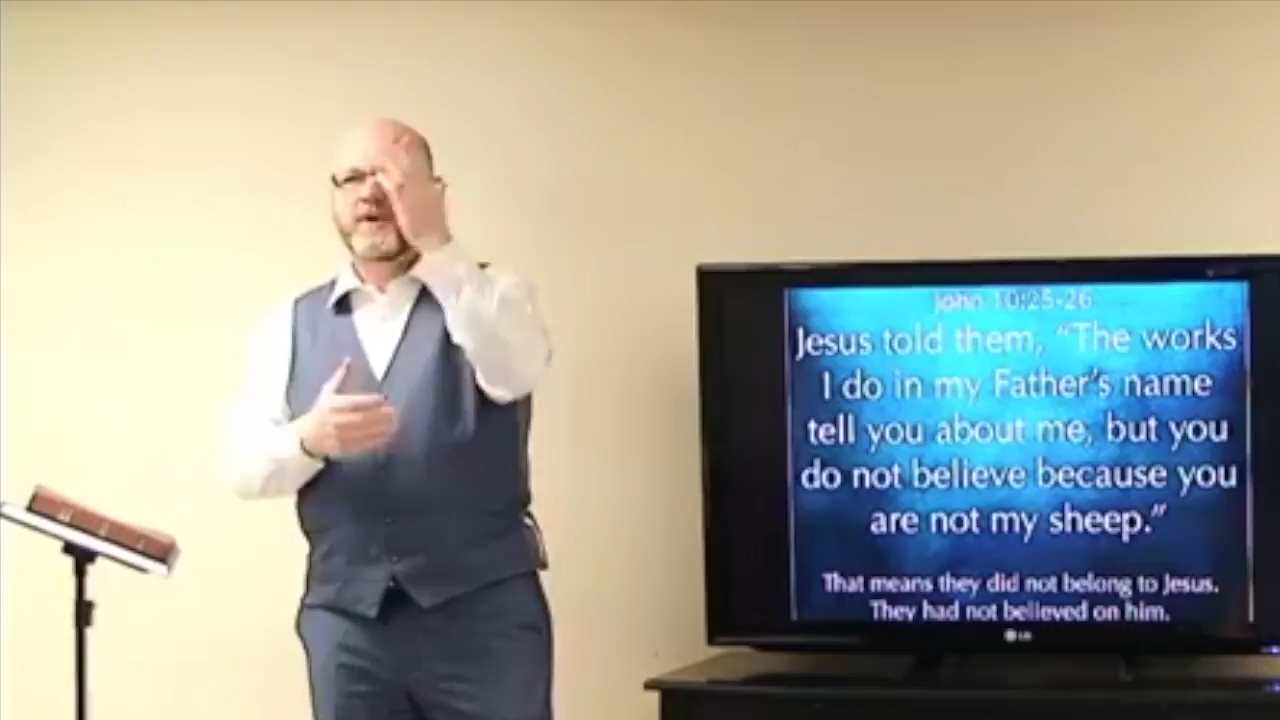 John 10:25-26
Jesus told them, “The works
I do in my Father’s name
tell you about me, but you
do not believe because you
are not my sheep.”
That means they did not belong to Jesus.
They had not believed on him.
LG